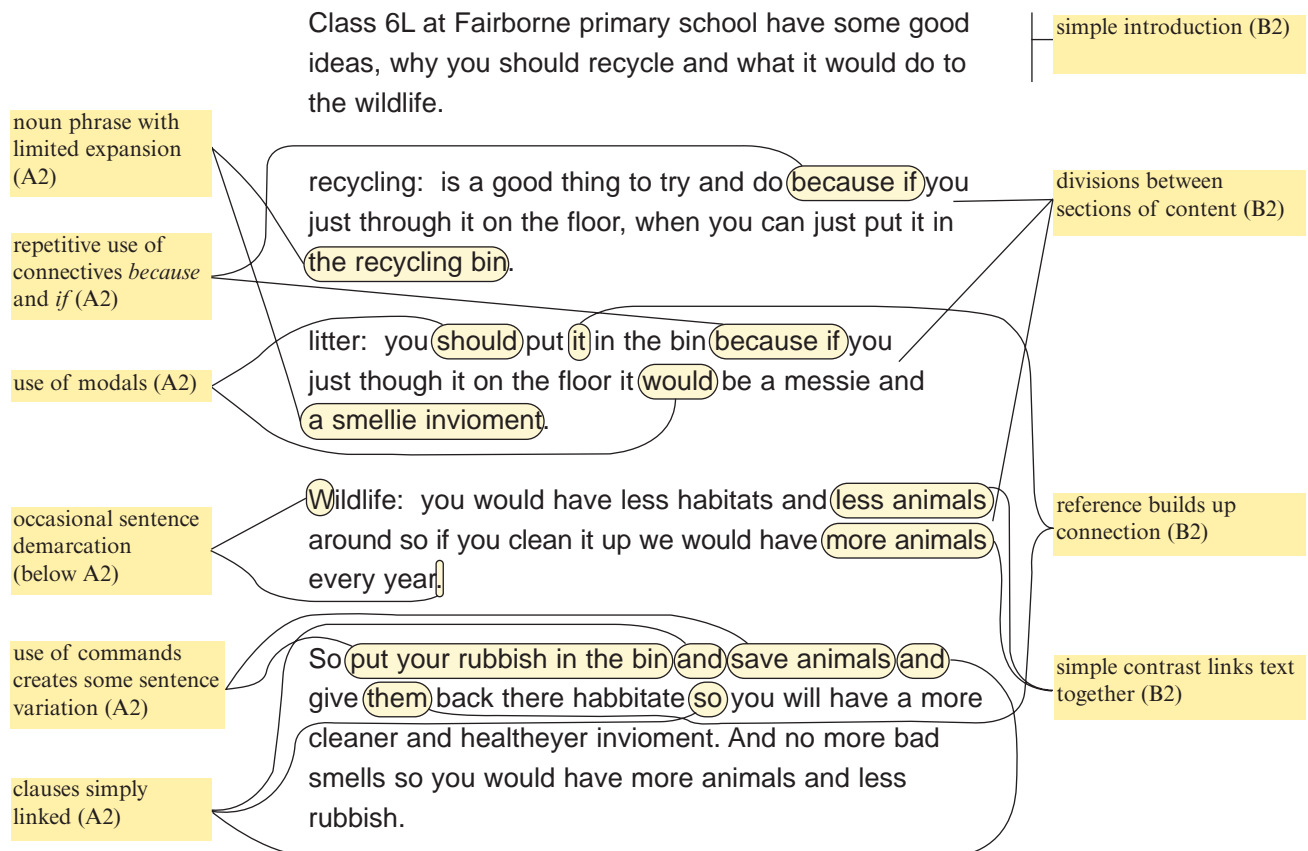 Class 6L at Fairborne primary school have some good
ideas, why you should recycle and what it would do to
the wildlife.
simple introduction (B2)
noun phrase with
limited expansion
(A2)
recycling: is a good thing to try and do because if you
just through it on the floor, when you can just put it in
the recycling bin.
divisions between
sections of content (B2)
repetitive use of
connectives because
and if (A2)
litter: you should put it in the bin because if you
just though it on the floor it would be a messie and
a smellie invioment.
use of modals (A2)
Wildlife: you would have less habitats and less animals
around so if you clean it up we would have more animals
every year.
occasional sentence
demarcation
(below A2)
reference builds up
connection (B2)
use of commands
creates some sentence
variation (A2)
So put your rubbish in the bin and save animals and
give them back there habbitate so you will have a more
cleaner and healtheyer invioment. And no more bad
smells so you would have more animals and less
rubbish.
simple contrast links text
together (B2)
clauses simply
linked (A2)